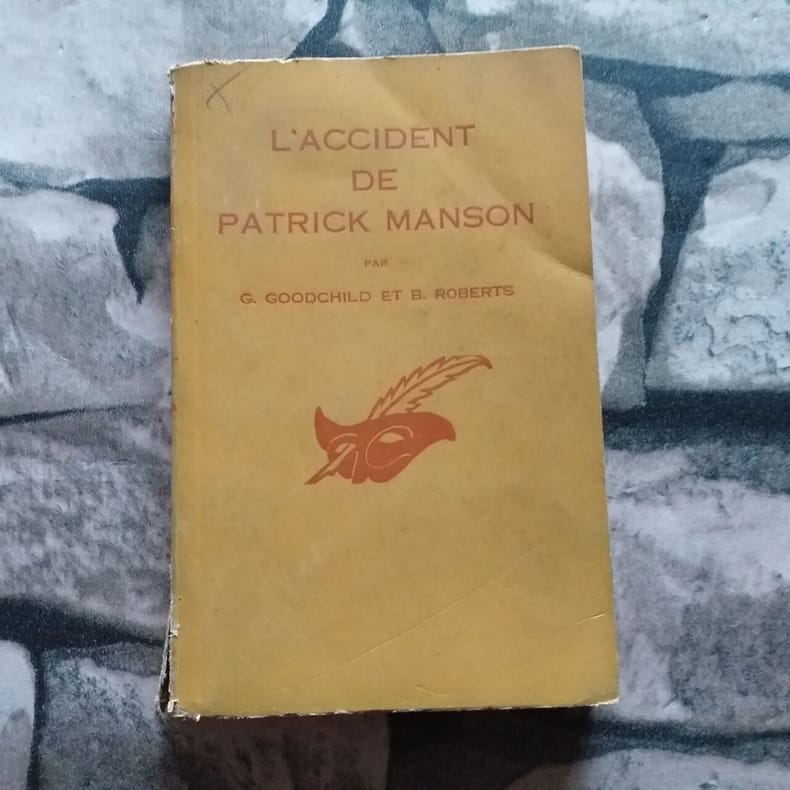 L'ACCIDENT
DE
PATRICK MANSON
PAR
G. GOODCHILD ET B. ROBERTS